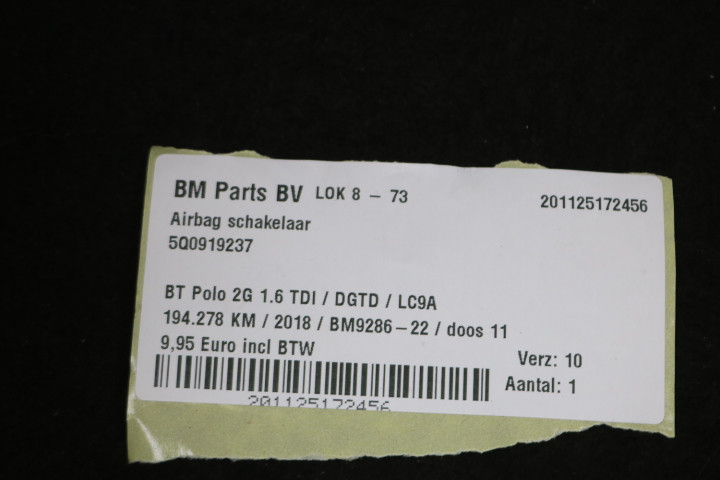 BM Parts BV LOK 8 – 73 201125172456
Airbag schakelaar
5Q0919237
BT Polo 2G 1.6 TDI / DGTD / LC9A
194.278 KM / 2018 / BM9286–22 / doos 11
9,95 Euro incl BTW Verz: 10
Aantal: 1
201125172456